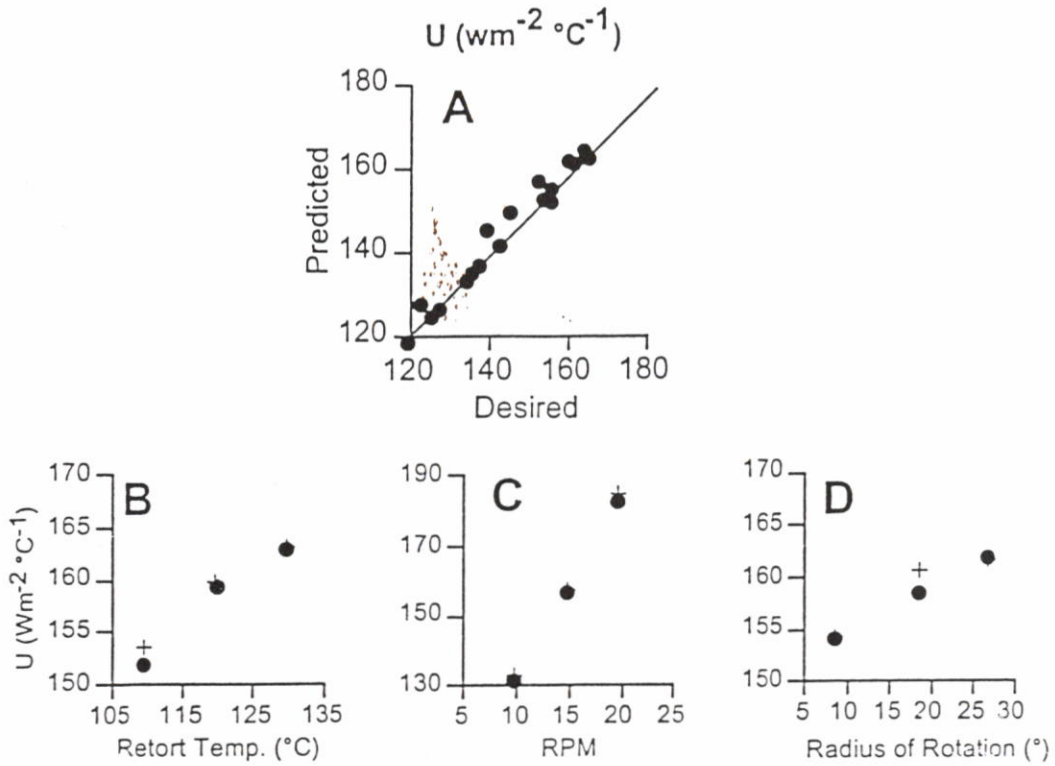 U (wm⁻² °C⁻¹)
A
180
160
140
120
Predicted
120 140 160 180
Desired
B
170
165
160
155
150
U (Wm⁻² °C⁻¹)
105 115 125 135
Retort Temp. (°C)
C
190
170
150
130
5 10 15 20 25
RPM
D
170
165
160
155
150
5 10 15 20 25 30
Radius of Rotation (°)